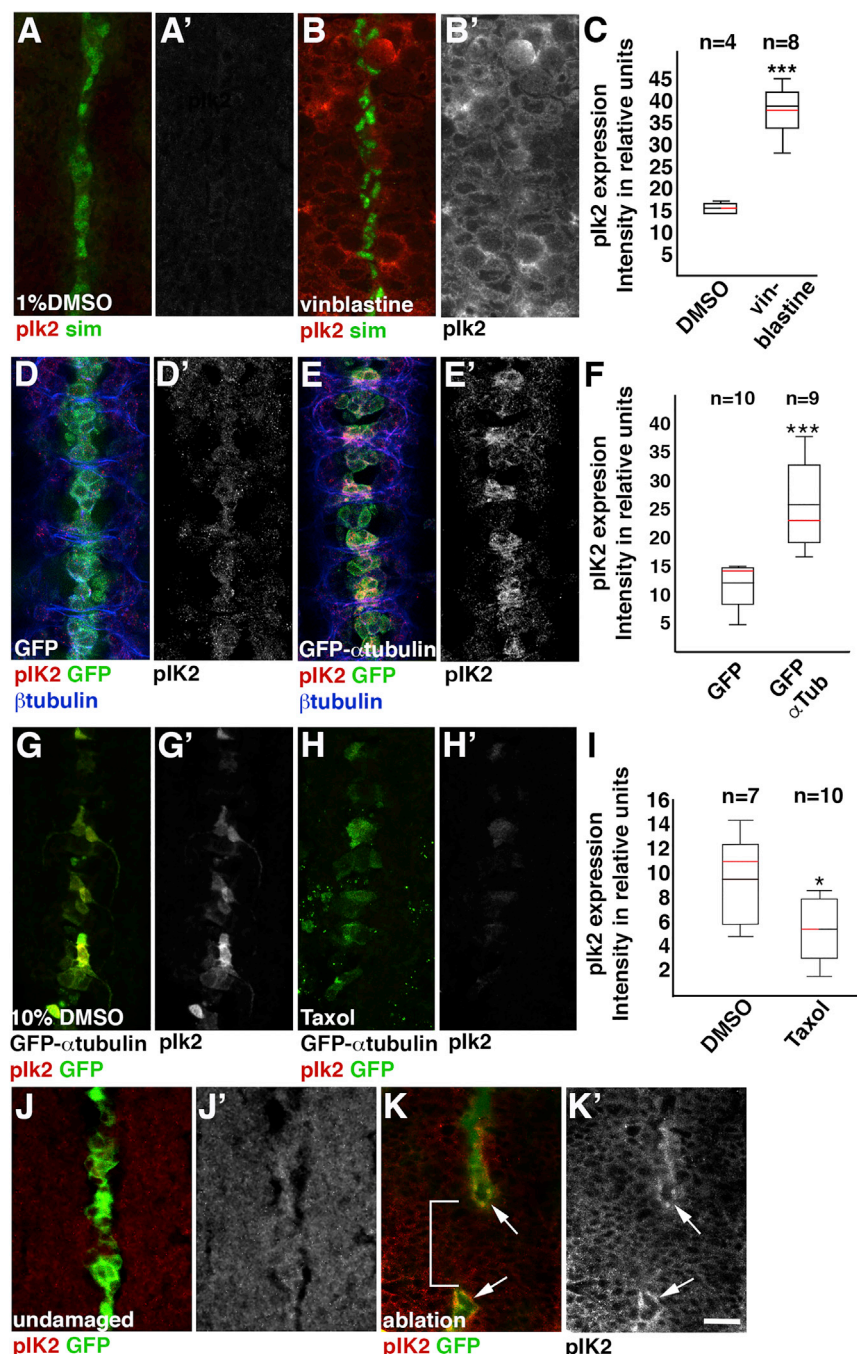 A
A'
B
B'
C
plk2
1%DMSO
vinblastine
plk2 sim
plk2
n=4
n=8
***
plk2 expression
Intensity in relative units
45
40
35
30
25
20
15
10
5
DMSO
vin-
blastine
D
D'
E
E'
F
GFP
GFP-αtubulin
plK2 GFP
βtubulin
plK2
plK2 GFP
βtubulin
plK2
n=10
n=9
***
plK2 experision
Intensity in relative units
40
35
30
25
20
15
10
5
GFP
GFP
αTub
G
G'
H
H'
I
10% DMSO
Taxol
GFP-αtubulin
plk2 GFP
plk2
GFP-αtubulin
plk2 GFP
plk2
n=7
n=10
*
plk2 expression
Intensity in relative units
16
14
12
10
8
6
4
2
DMSO
Taxol
J
J'
K
K'
undamaged
ablation
plK2 GFP
plK2 GFP
plK2